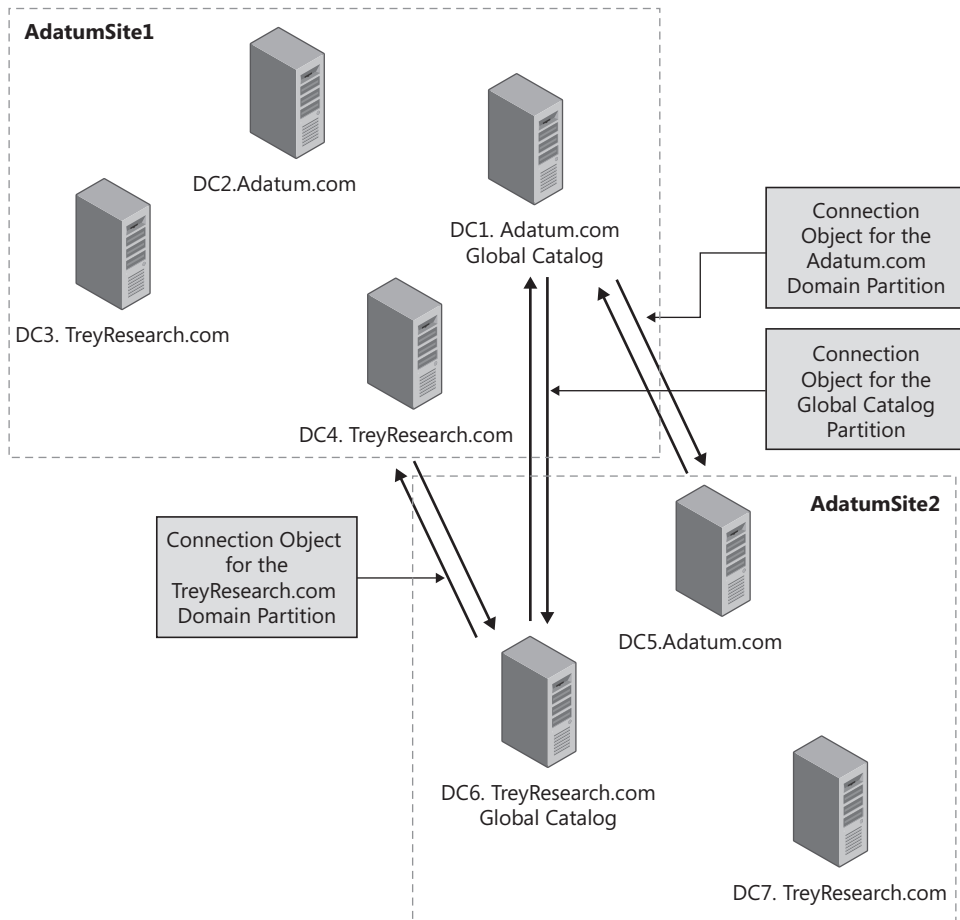 AdatumSite1
DC2.Adatum.com
DC1. Adatum.com
Global Catalog
DC3. TreyResearch.com
DC4. TreyResearch.com
Connection
Object for the
Adatum.com
Domain Partition
Connection
Object for the
Global Catalog
Partition
AdatumSite2
Connection Object
for the
TreyResearch.com
Domain Partition
DC5.Adatum.com
DC6. TreyResearch.com
Global Catalog
DC7. TreyResearch.com